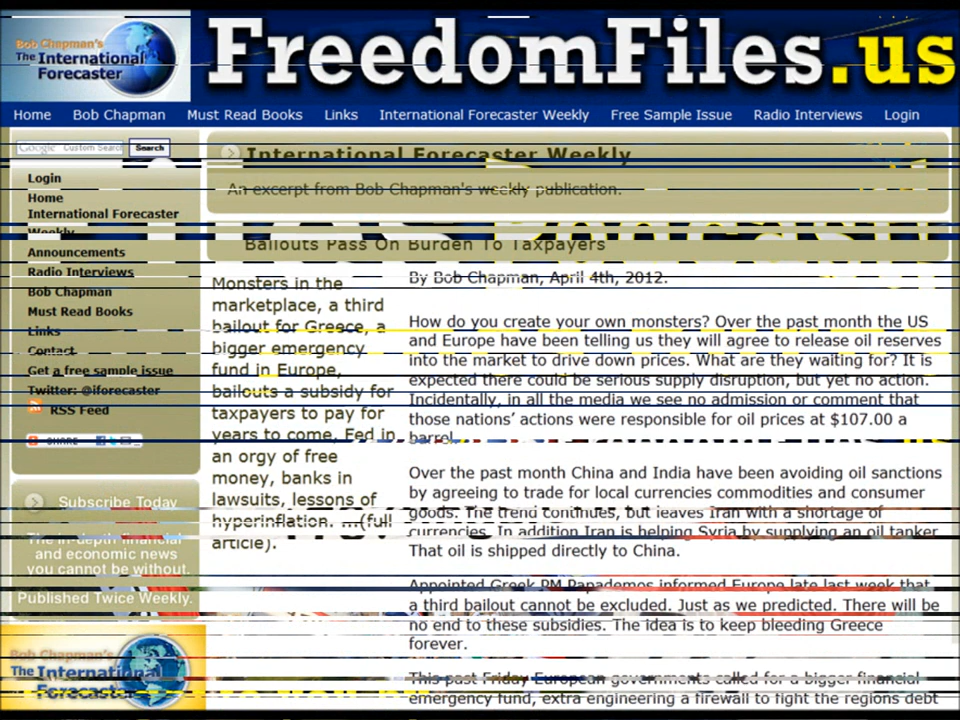 Bob Chapman's
The International
Forecaster
FreedomFiles.us
Home Bob Chapman Must Read Books Links International Forecaster Weekly Free Sample Issue Radio Interviews Login
Google Custom Search Search
Login
Home
International Forecaster
Weekly
Announcements
Radio Interviews
Bob Chapman
Must Read Books
Links
Contact
Get a free sample issue
Twitter: @iforecaster
RSS Feed
SHARE
Subscribe Today
The in-depth financial
and economic news
you cannot be without.
Published Twice Weekly.
Bob Chapman's
The International
Forecaster
International Forecaster Weekly
An excerpt from Bob Chapman's weekly publication.
Bailouts Pass On Burden To Taxpayers
Monsters in the
marketplace, a third
bailout for Greece, a
bigger emergency
fund in Europe,
bailouts a subsidy for
taxpayers to pay for
years to come, Fed in
an orgy of free
money, banks in
lawsuits, lessons of
hyperinflation. ...(full
article).
By Bob Chapman, April 4th, 2012.
How do you create your own monsters? Over the past month the US
and Europe have been telling us they will agree to release oil reserves
into the market to drive down prices. What are they waiting for? It is
expected there could be serious supply disruption, but yet no action.
Incidentally, in all the media we see no admission or comment that
those nations' actions were responsible for oil prices at $107.00 a
barrel.
Over the past month China and India have been avoiding oil sanctions
by agreeing to trade for local currencies commodities and consumer
goods. The trend continues, but leaves Iran with a shortage of
currencies. In addition Iran is helping Syria by supplying an oil tanker.
That oil is shipped directly to China.
Appointed Greek PM Papademos informed Europe late last week that
a third bailout cannot be excluded. Just as we predicted. There will be
no end to these subsidies. The idea is to keep bleeding Greece
forever.
This past Friday European governments called for a bigger financial
emergency fund, extra engineering a firewall to fight the regions debt